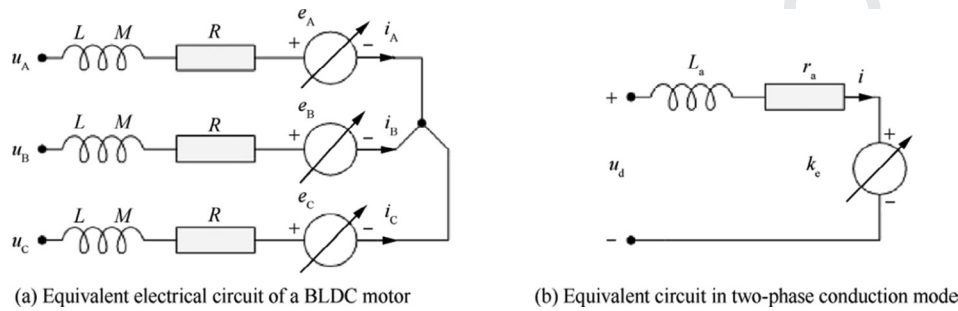 L M R e_A i_A
u_A + −
L M R e_B i_B
u_B + −
L M R e_C i_C
u_C + −
(a) Equivalent electrical circuit of a BLDC motor
L_a r_a i
+
+
u_d k_e
−
−
(b) Equivalent circuit in two-phase conduction mode